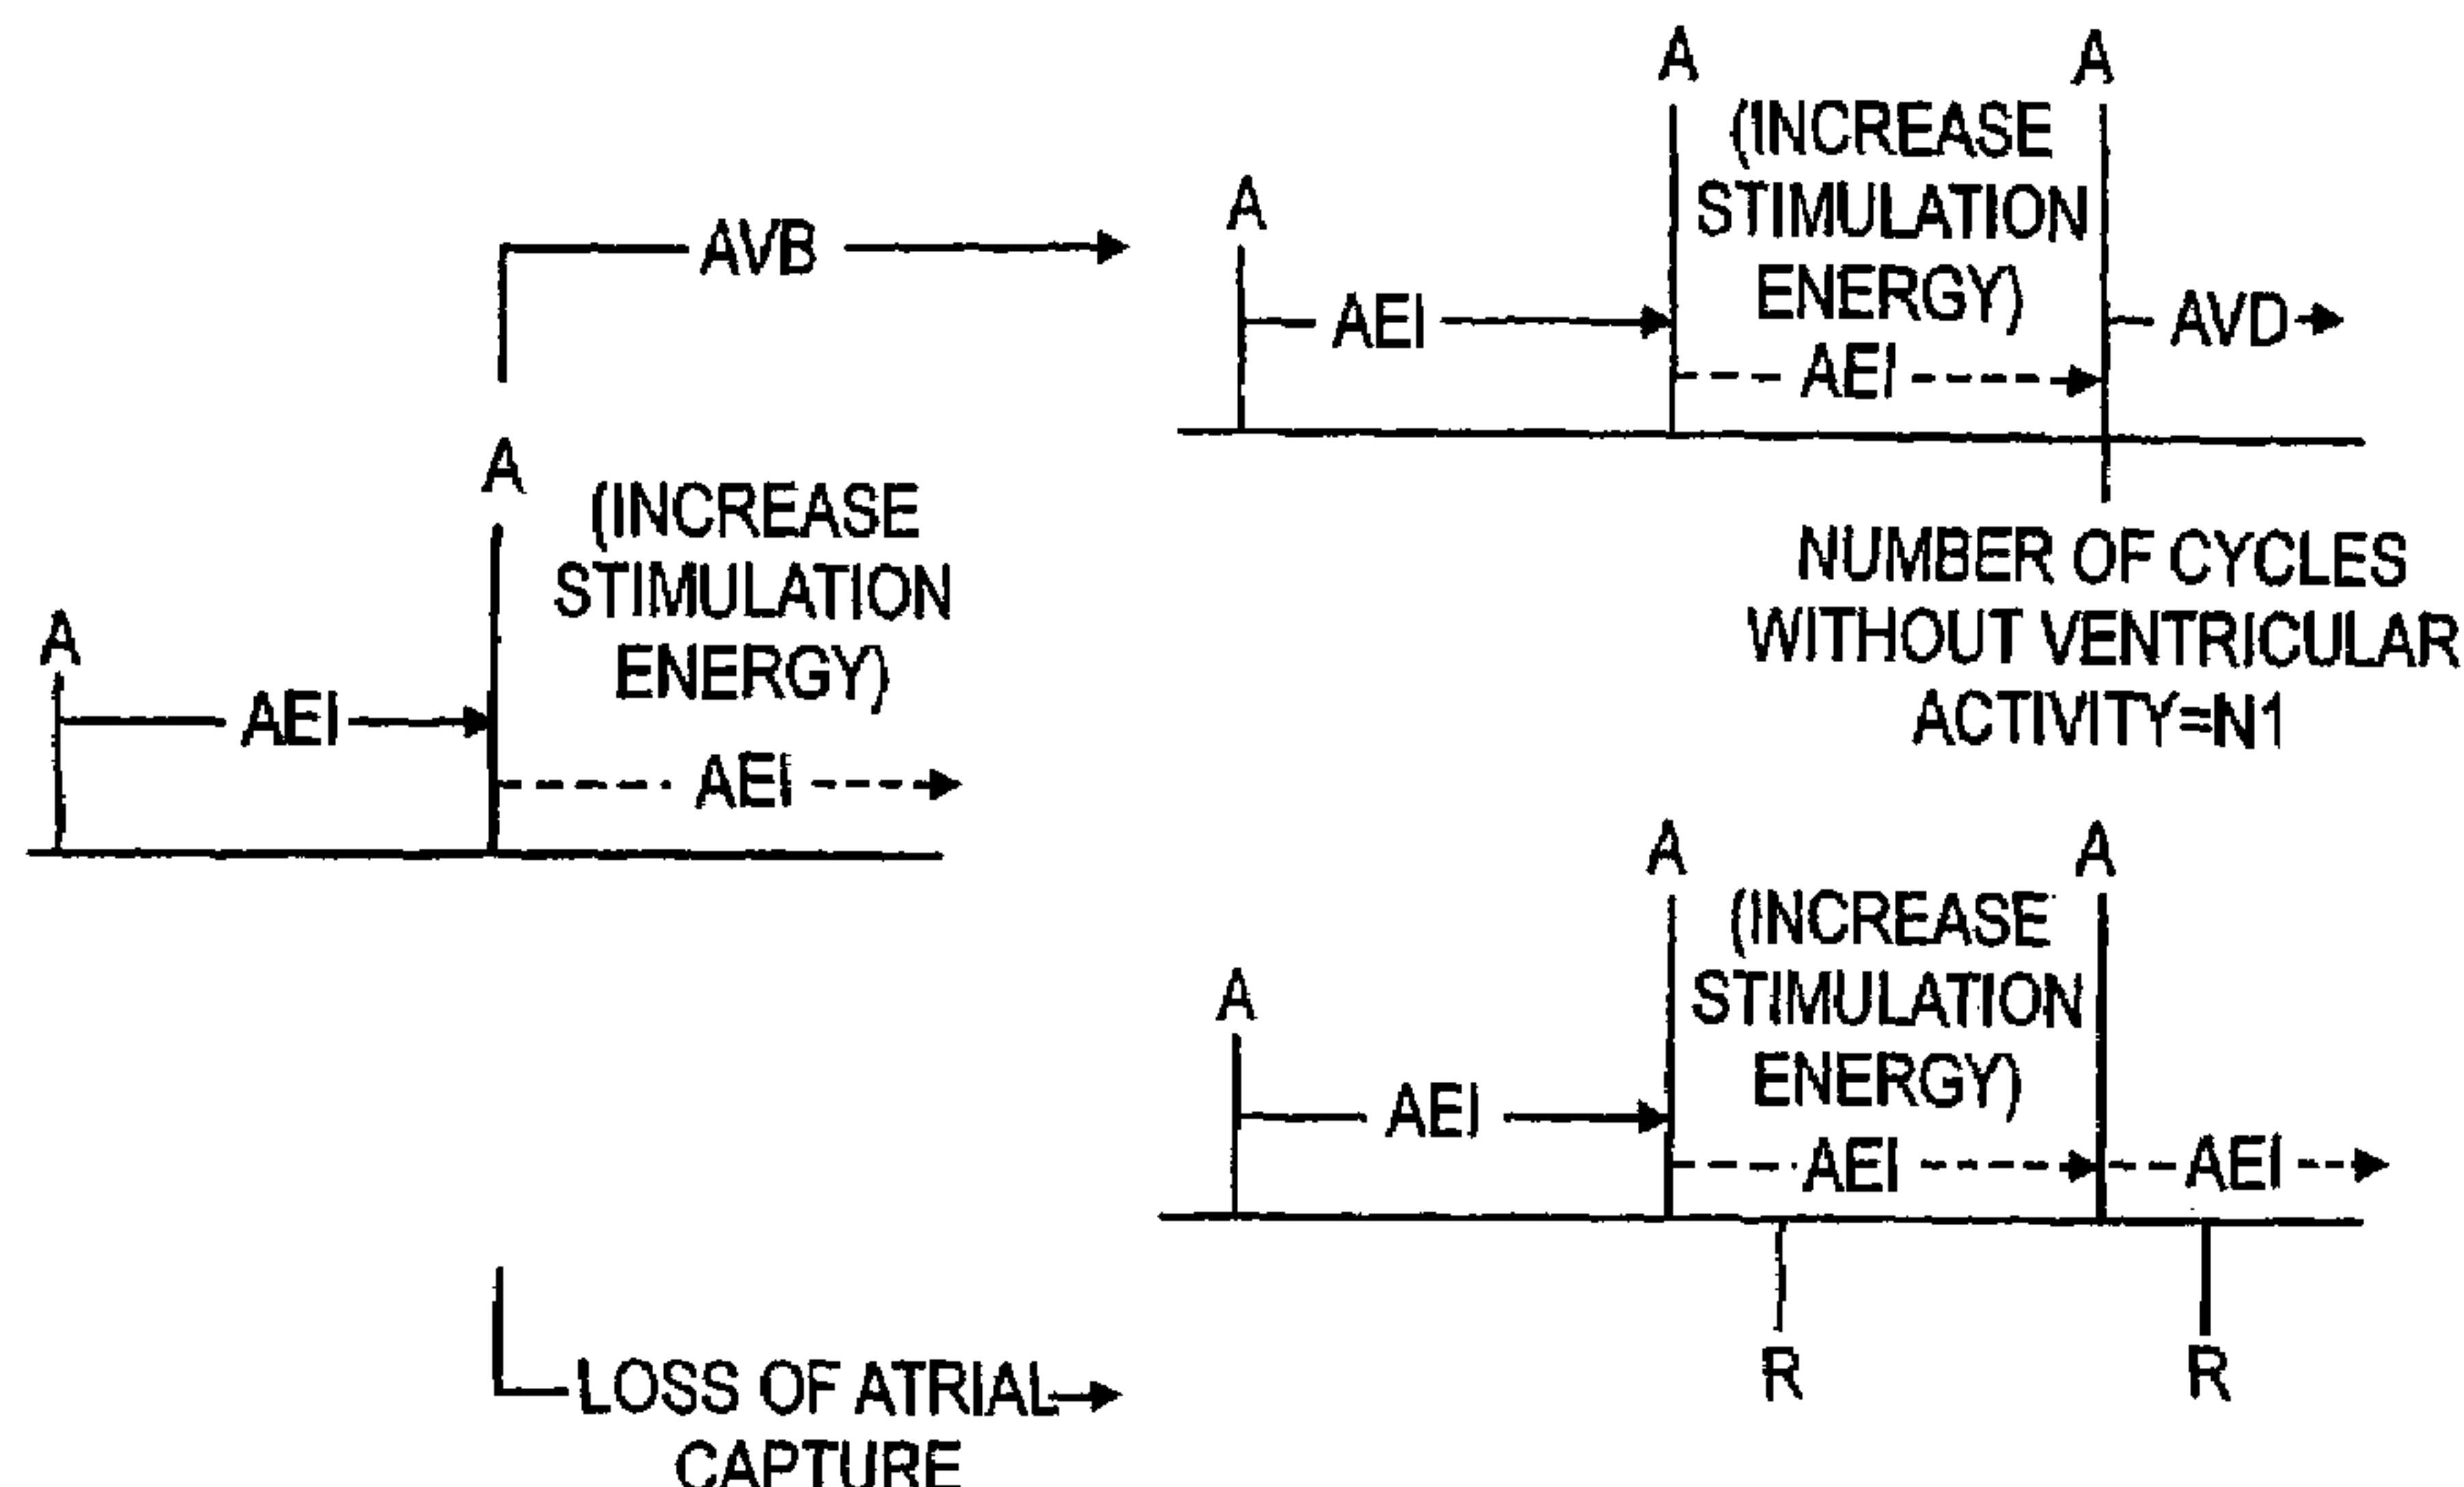 A
AEI
A
(INCREASE
STIMULATION
ENERGY)
AEI
AVB
A
AEI
A
(INCREASE
STIMULATION
ENERGY)
AEI
A
AVD
NUMBER OF CYCLES
WITHOUT VENTRICULAR
ACTIVITY=N1
LOSS OF ATRIAL
CAPTURE
A
AEI
A
(INCREASE
STIMULATION
ENERGY)
AEI
A
AEI
R
R